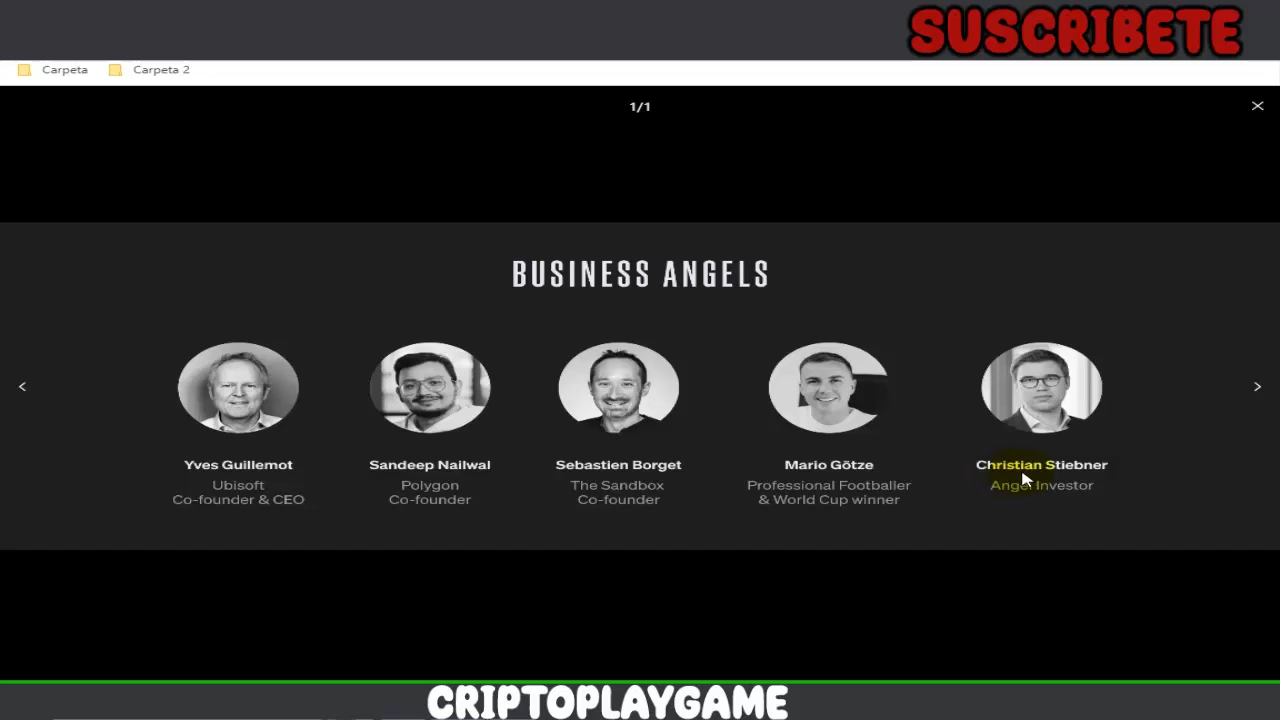 SUSCRIBETE
Carpeta Carpeta 2
1/1
BUSINESS ANGELS
Yves Guillemot
Ubisoft
Co-founder & CEO
Sandeep Nailwal
Polygon
Co-founder
Sebastien Borget
The Sandbox
Co-founder
Mario Götze
Professional Footballer
& World Cup winner
Christian Stiebner
Angel Investor
CRIPTOPLAYGAME